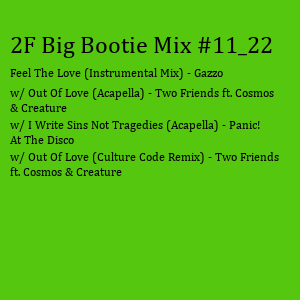 2F Big Bootie Mix #11_22
Feel The Love (Instrumental Mix) - Gazzo
w/ Out Of Love (Acapella) - Two Friends ft. Cosmos
& Creature
w/ I Write Sins Not Tragedies (Acapella) - Panic!
At The Disco
w/ Out Of Love (Culture Code Remix) - Two Friends
ft. Cosmos & Creature